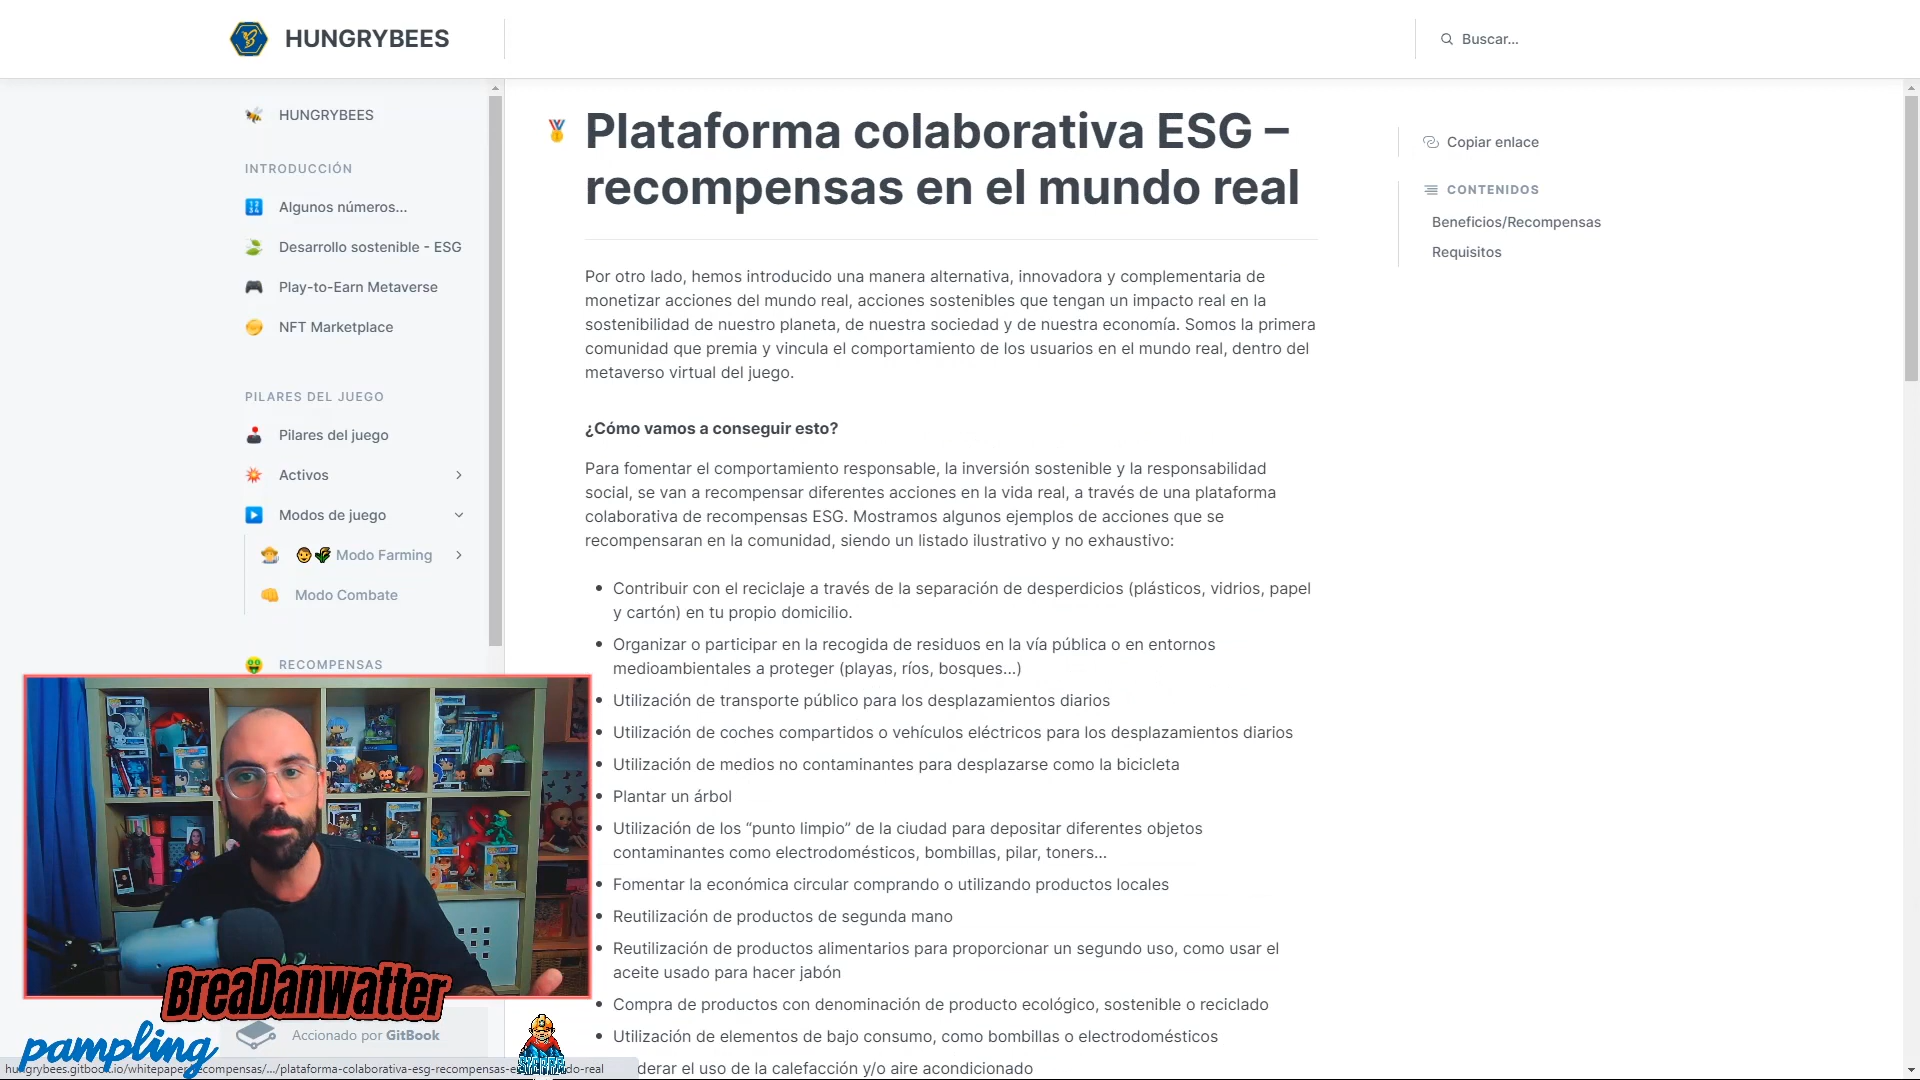 HUNGRYBEES
Buscar...
HUNGRYBEES
INTRODUCCIÓN
Algunos números...
Desarrollo sostenible - ESG
Play-to-Earn Metaverse
NFT Marketplace
PILARES DEL JUEGO
Pilares del juego
Activos
Modos de juego
Modo Farming
Modo Combate
RECOMPENSAS
Plataforma colaborativa ESG –
recompensas en el mundo real
Por otro lado, hemos introducido una manera alternativa, innovadora y complementaria de
monetizar acciones del mundo real, acciones sostenibles que tengan un impacto real en la
sostenibilidad de nuestro planeta, de nuestra sociedad y de nuestra economía. Somos la primera
comunidad que premia y vincula el comportamiento de los usuarios en el mundo real, dentro del
metaverso virtual del juego.
¿Cómo vamos a conseguir esto?
Para fomentar el comportamiento responsable, la inversión sostenible y la responsabilidad
social, se van a recompensar diferentes acciones en la vida real, a través de una plataforma
colaborativa de recompensas ESG. Mostramos algunos ejemplos de acciones que se
recompensaran en la comunidad, siendo un listado ilustrativo y no exhaustivo:
• Contribuir con el reciclaje a través de la separación de desperdicios (plásticos, vidrios, papel
y cartón) en tu propio domicilio.
• Organizar o participar en la recogida de residuos en la vía pública o en entornos
medioambientales a proteger (playas, ríos, bosques...)
• Utilización de transporte público para los desplazamientos diarios
• Utilización de coches compartidos o vehículos eléctricos para los desplazamientos diarios
• Utilización de medios no contaminantes para desplazarse como la bicicleta
• Plantar un árbol
• Utilización de los “punto limpio” de la ciudad para depositar diferentes objetos
contaminantes como electrodomésticos, bombillas, pilar, toners...
• Fomentar la económica circular comprando o utilizando productos locales
• Reutilización de productos de segunda mano
• Reutilización de productos alimentarios para proporcionar un segundo uso, como usar el
aceite usado para hacer jabón
• Compra de productos con denominación de producto ecológico, sostenible o reciclado
• Utilización de elementos de bajo consumo, como bombillas o electrodomésticos
derar el uso de la calefacción y/o aire acondicionado
Copiar enlace
CONTENIDOS
Beneficios/Recompensas
Requisitos
BreaDanwatter
Accionado por GitBook
pampling